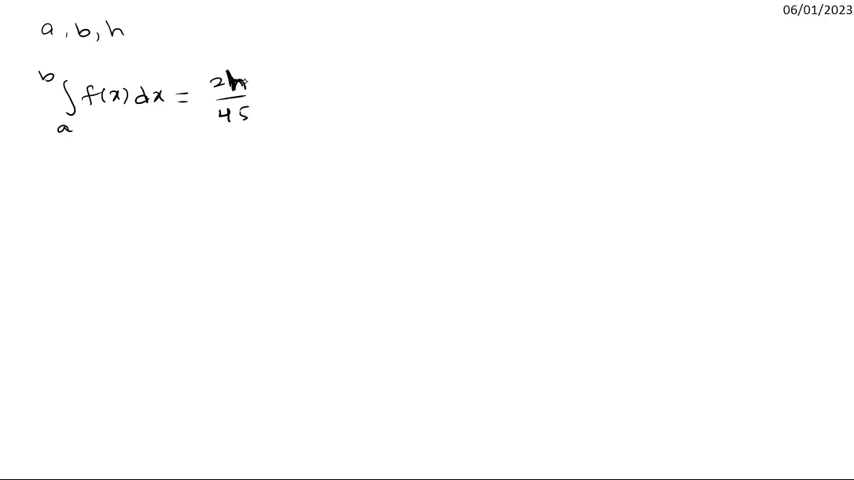 06/01/2023
a, b, h
b
∫ f(x) dx = 2h/45
a